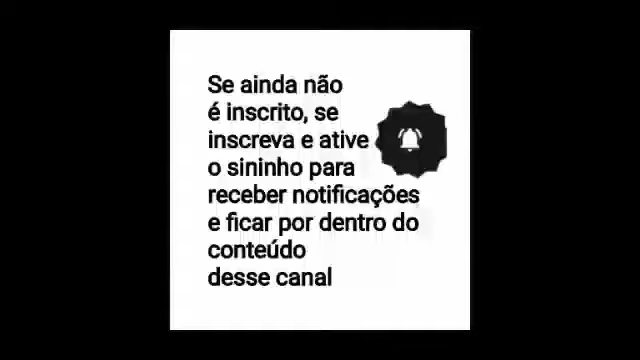 Se ainda não
é inscrito, se
inscreva e ative
o sininho para
receber notificações
e ficar por dentro do
conteúdo
desse canal